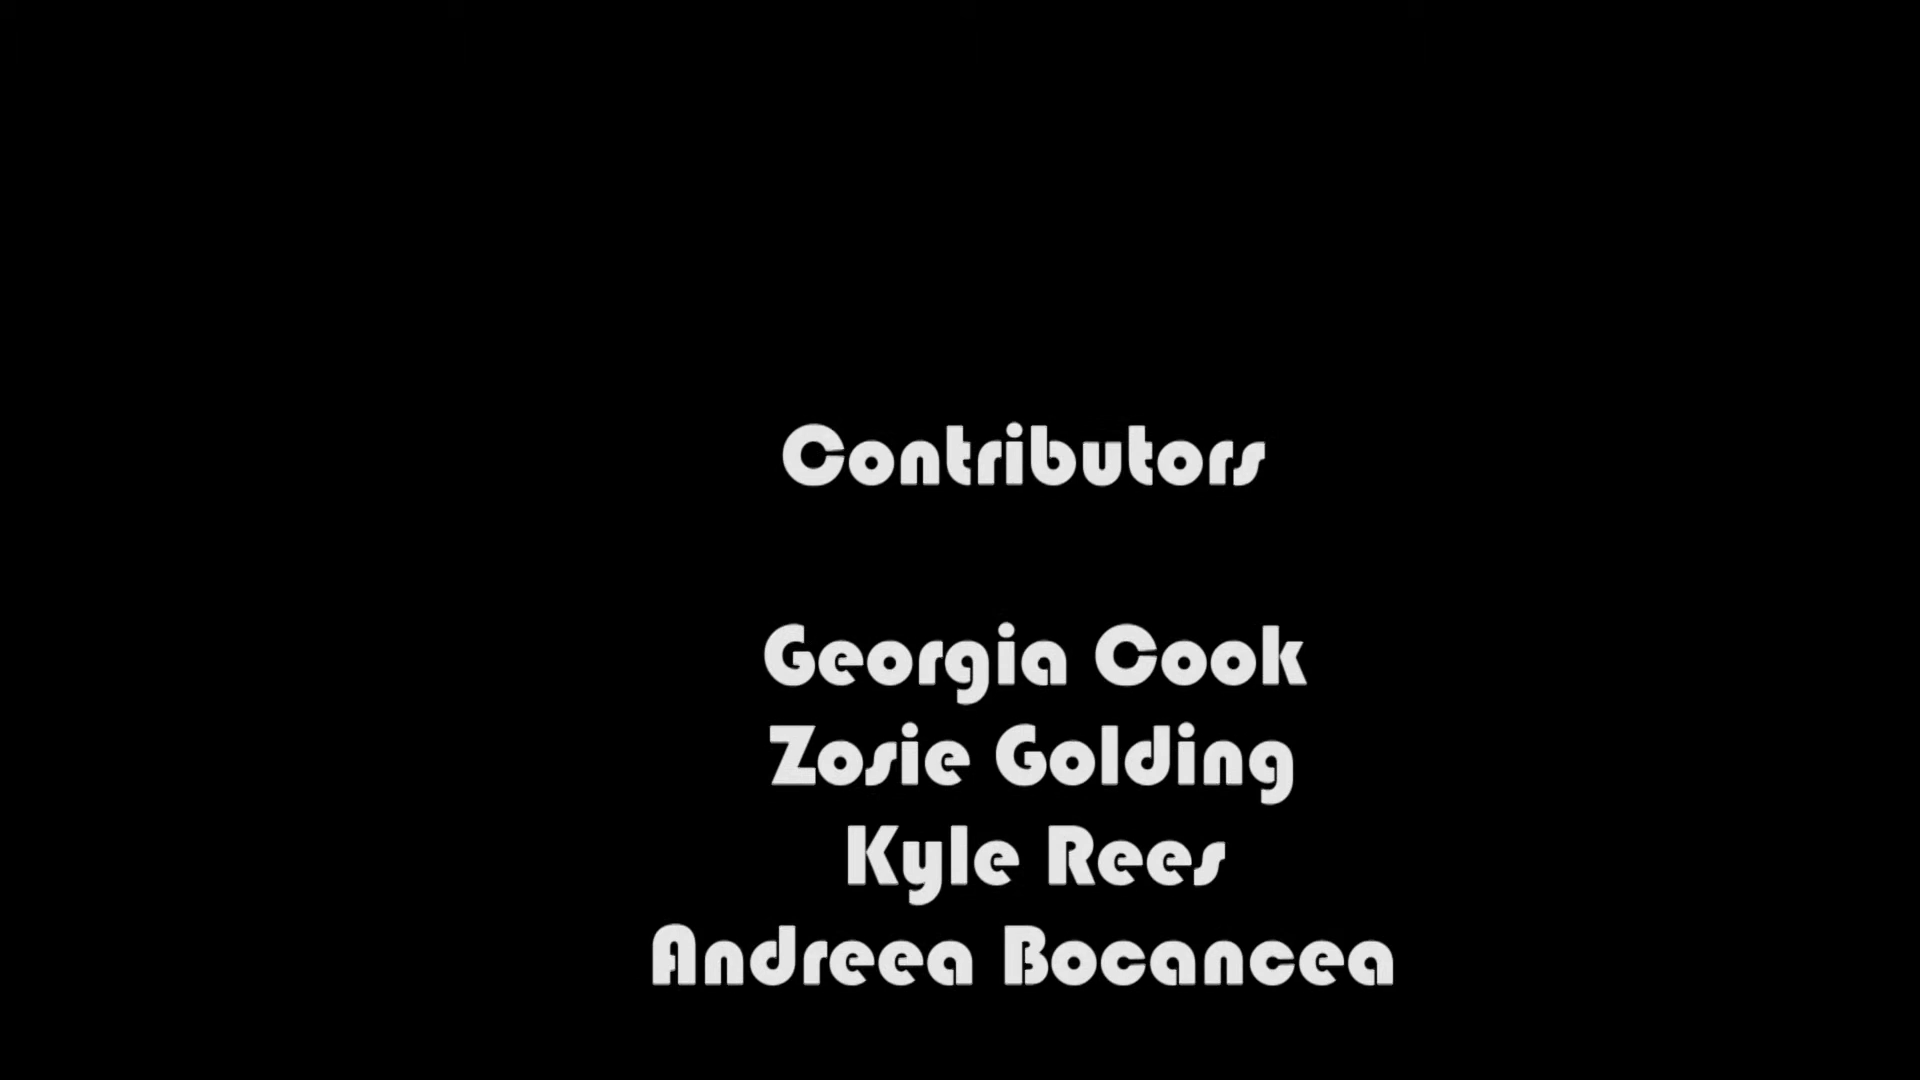 Contributors
Georgia Cook
Zosie Golding
Kyle Rees
Andreea Bocancea